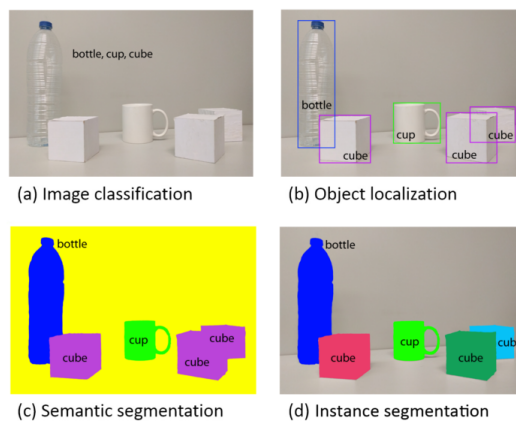 bottle, cup, cube
(a) Image classification
bottle
cup
cube
cube
cube
(b) Object localization
bottle
cup
cube
cube
cube
(c) Semantic segmentation
bottle
cup
cube
cube
cub
(d) Instance segmentation